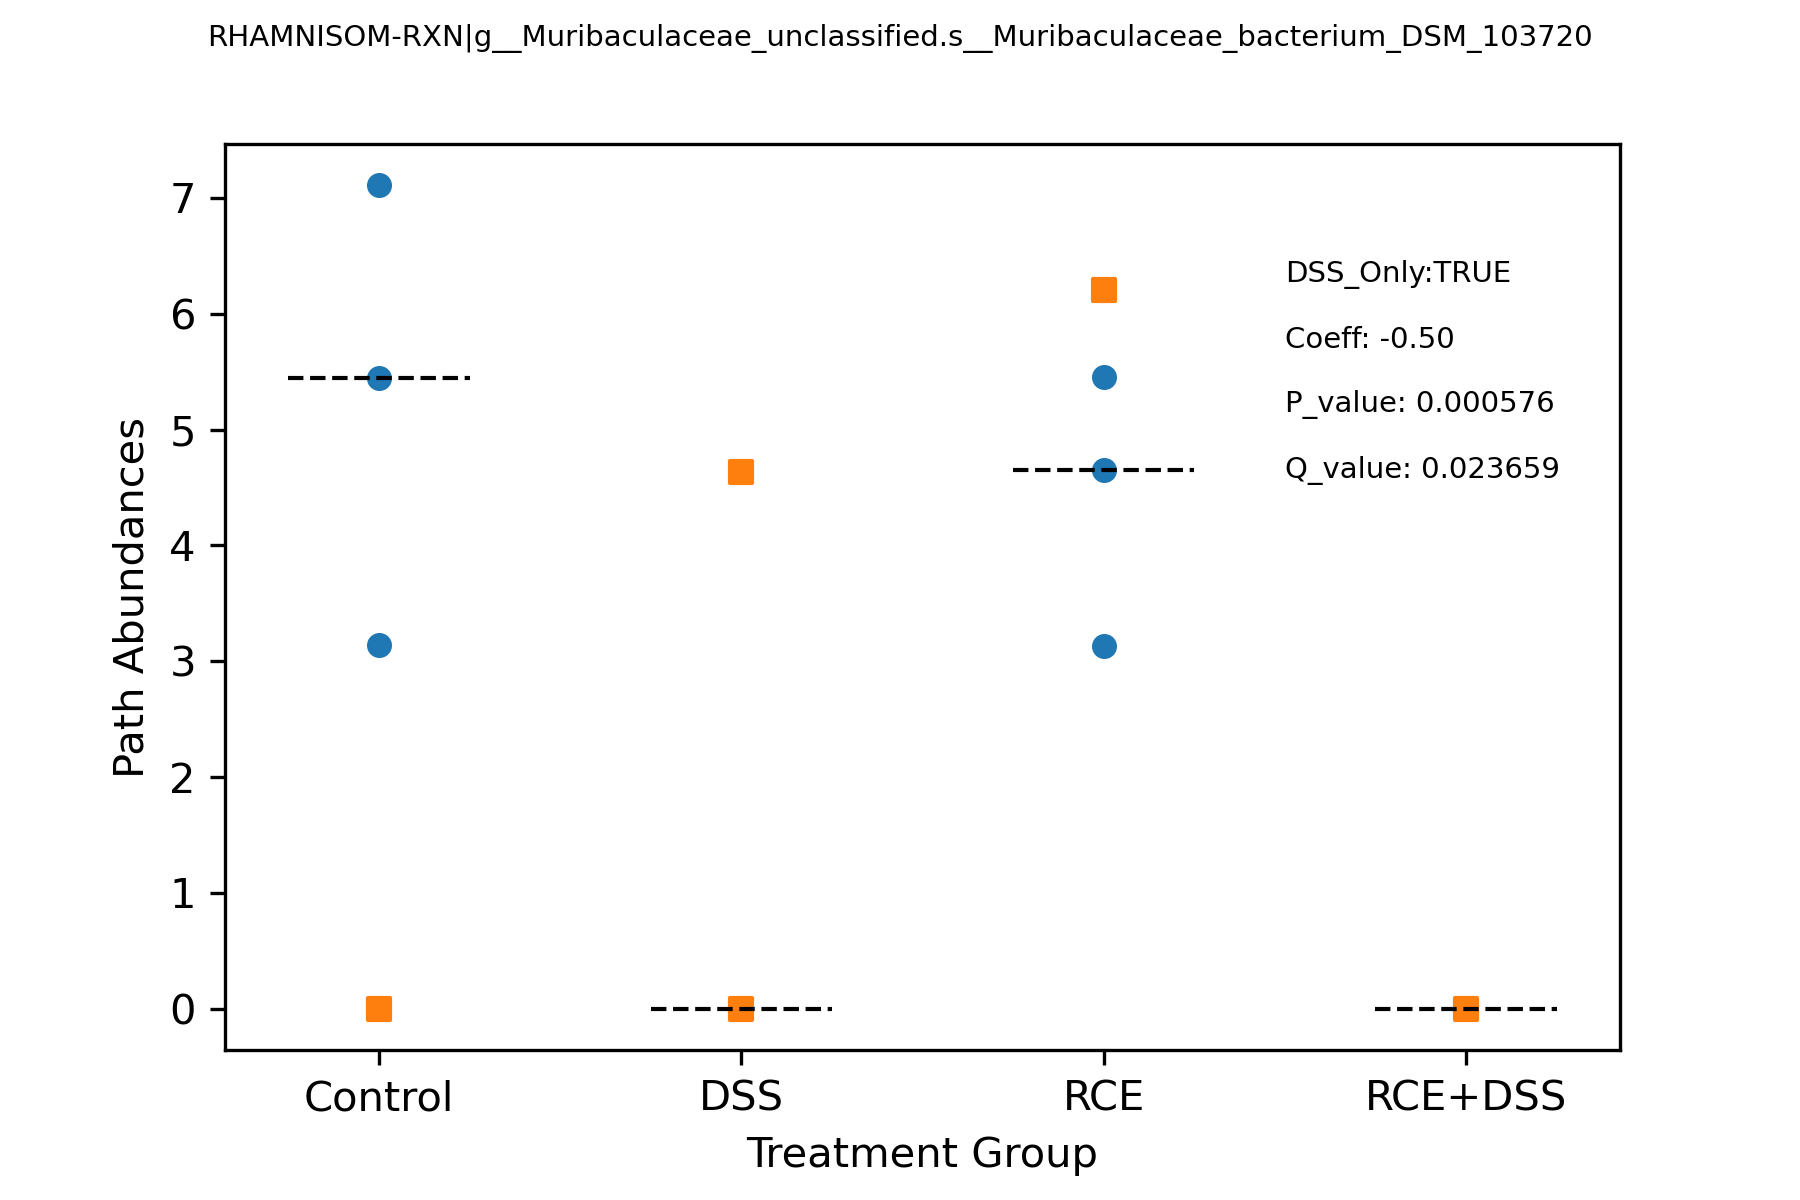 RHAMNISOM-RXN|g__Muribaculaceae_unclassified.s__Muribaculaceae_bacterium_DSM_103720
7
6
5
4
3
2
1
0
Path Abundances
DSS_Only:TRUE
Coeff: -0.50
P_value: 0.000576
Q_value: 0.023659
Control DSS RCE RCE+DSS
Treatment Group